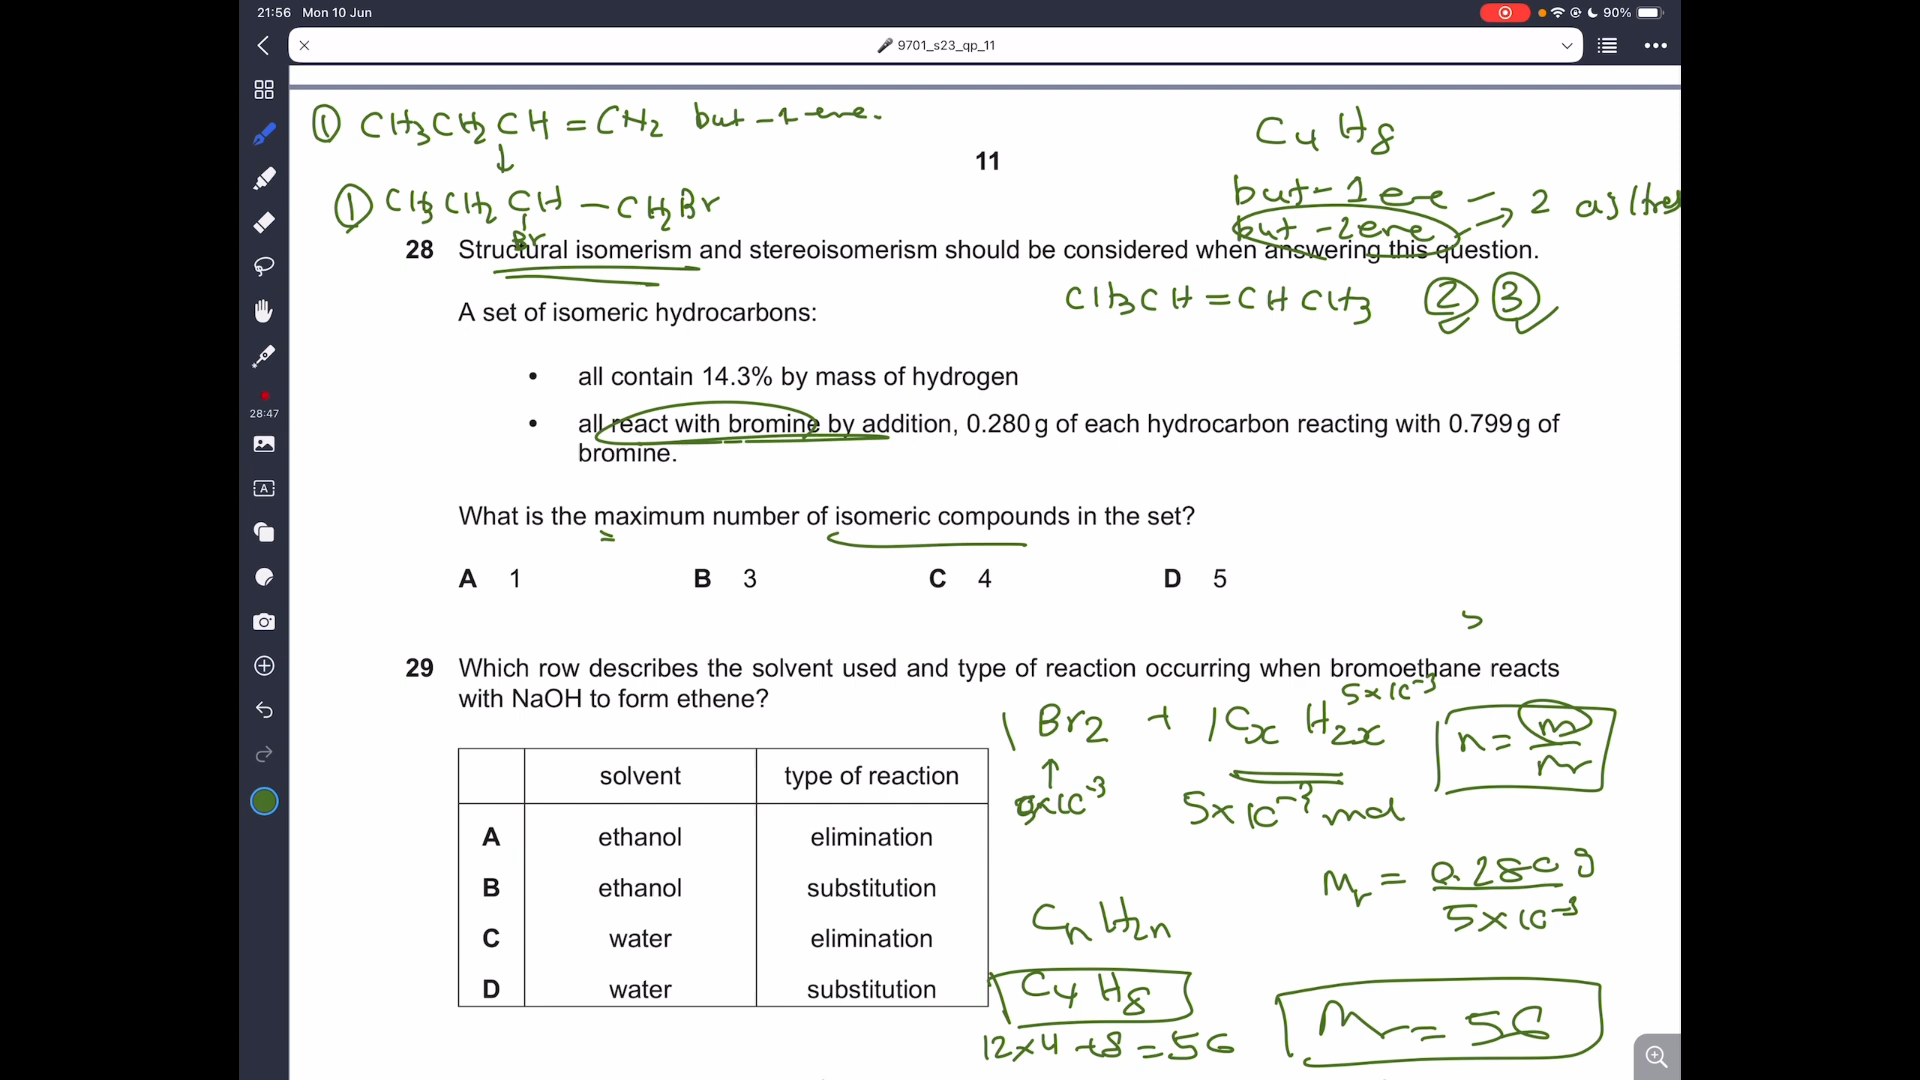 21:56 Mon 10 Jun
90%
9701_s23_qp_11
① CH3CH2CH = CH2 but-1-ene.
↓
① CH3CH2CH – CH2Br
Br
11
C4H8
but-1 ene
but-2ene
2
28 Structural isomerism and stereoisomerism should be considered when answering this question.
CH3CH = CHCH3 ② ③
A set of isomeric hydrocarbons:
• all contain 14.3% by mass of hydrogen
• all react with bromine by addition, 0.280 g of each hydrocarbon reacting with 0.799 g of
bromine.
What is the maximum number of isomeric compounds in the set?
A 1 B 3 C 4 D 5
28:47
29 Which row describes the solvent used and type of reaction occurring when bromoethane reacts
with NaOH to form ethene?
solvent type of reaction
A ethanol elimination
B ethanol substitution
C water elimination
D water substitution
5×10-3
1 Br2 + 1CxH2x
↑
5×10-3
5×10-3 mol
n = m/Mr
Mr = 0.280 g
5×10-3
CnH2n
C4H8
12×4+8=56
Mr = 56